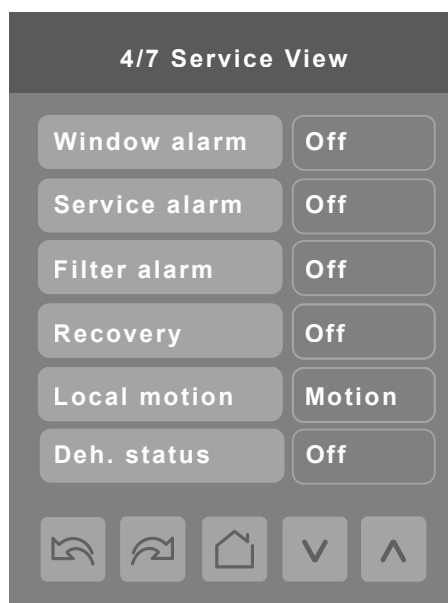 4/7 Service View
Window alarm Off
Service alarm Off
Filter alarm Off
Recovery Off
Local motion Motion
Deh. status Off